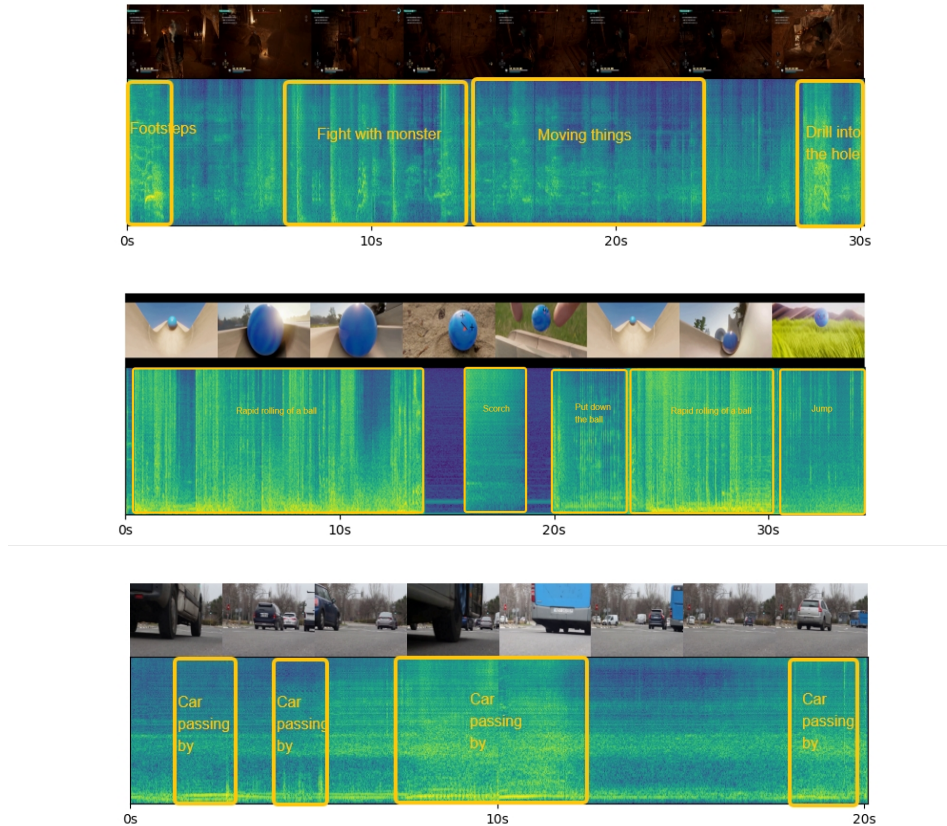 Footsteps
Fight with monster
Moving things
Drill into
the hole
0s
10s
20s
30s
Rapid rolling of a ball
Scorch
Put down
the ball
Rapid rolling of a ball
Jump
0s
10s
20s
30s
Car
passing
by
Car
passing
by
Car
passing
by
Car
passing
by
0s
10s
20s